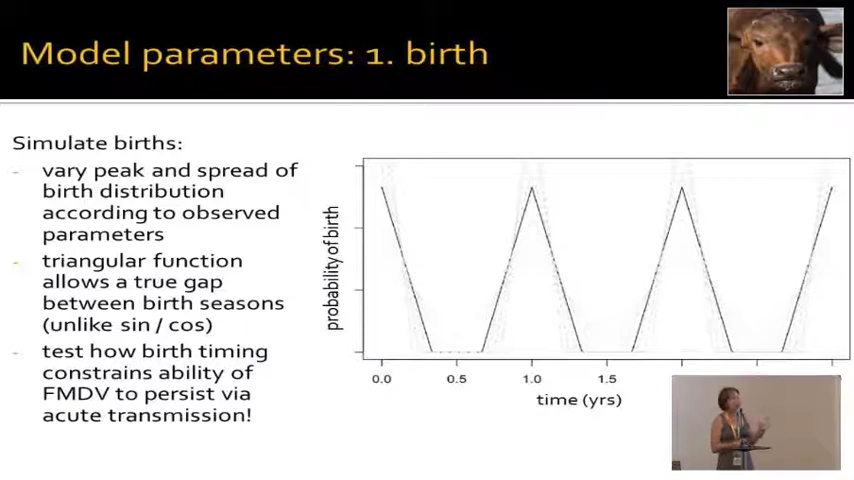 Model parameters: 1. birth
Simulate births:
- vary peak and spread of
birth distribution
according to observed
parameters
- triangular function
allows a true gap
between birth seasons
(unlike sin / cos)
- test how birth timing
constrains ability of
FMDV to persist via
acute transmission!
probability of birth
0.0 0.5 1.0 1.5
time (yrs)